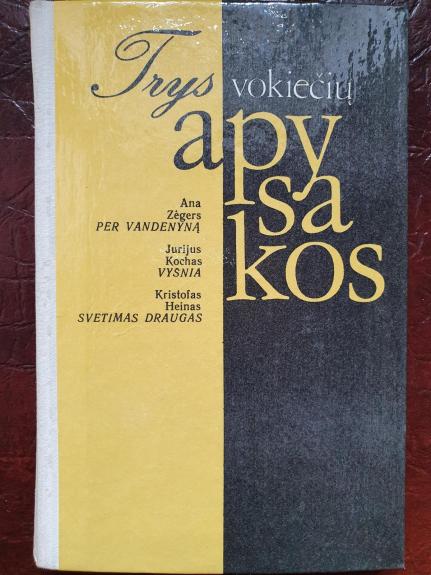 Trys vokiečių
apy
sa
kos
Ana
Zėgers
PER VANDENYNĄ
Jurijus
Kochas
VYŠNIA
Kristofas
Heinas
SVETIMAS DRAUGAS